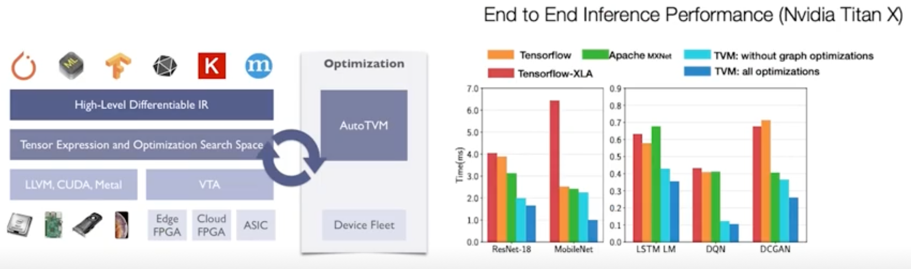 End to End Inference Performance (Nvidia Titan X)
ML
K
m
High-Level Differentiable IR
Tensor Expression and Optimization Search Space
LLVM, CUDA, Metal
VTA
Edge
FPGA
Cloud
FPGA
ASIC
Optimization
AutoTVM
Device Fleet
Tensorflow
Apache MXNet
TVM: without graph optimizations
Tensorflow-XLA
TVM: all optimizations
Time(ms)
7.0
6.0
5.0
4.0
3.0
2.0
1.0
0.0
ResNet-18
MobileNet
0.9
0.8
0.7
0.6
0.5
0.4
0.3
0.2
0.1
0.0
LSTM LM
DQN
DCGAN